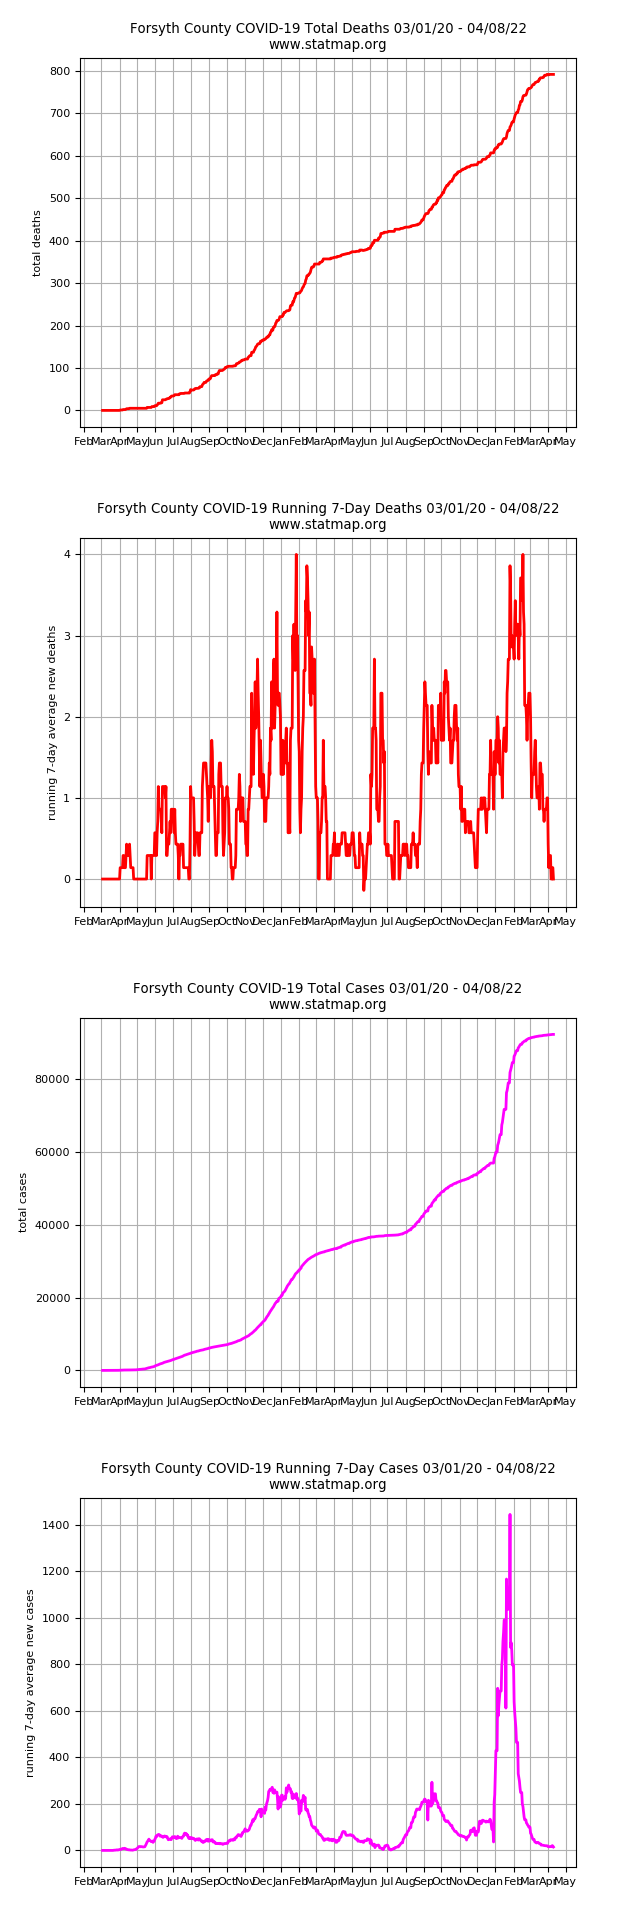 Forsyth County COVID-19 Total Deaths 03/01/20 - 04/08/22
www.statmap.org
800
700
600
500
400
300
200
100
0
total deaths
Feb Mar Apr May Jun Jul Aug Sep Oct Nov Dec Jan Feb Mar Apr May Jun Jul Aug Sep Oct Nov Dec Jan Feb Mar Apr May
Forsyth County COVID-19 Running 7-Day Deaths 03/01/20 - 04/08/22
www.statmap.org
4
3
2
1
0
running 7-day average new deaths
Feb Mar Apr May Jun Jul Aug Sep Oct Nov Dec Jan Feb Mar Apr May Jun Jul Aug Sep Oct Nov Dec Jan Feb Mar Apr May
Forsyth County COVID-19 Total Cases 03/01/20 - 04/08/22
www.statmap.org
80000
60000
40000
20000
0
total cases
Feb Mar Apr May Jun Jul Aug Sep Oct Nov Dec Jan Feb Mar Apr May Jun Jul Aug Sep Oct Nov Dec Jan Feb Mar Apr May
Forsyth County COVID-19 Running 7-Day Cases 03/01/20 - 04/08/22
www.statmap.org
1400
1200
1000
800
600
400
200
0
running 7-day average new cases
Feb Mar Apr May Jun Jul Aug Sep Oct Nov Dec Jan Feb Mar Apr May Jun Jul Aug Sep Oct Nov Dec Jan Feb Mar Apr May